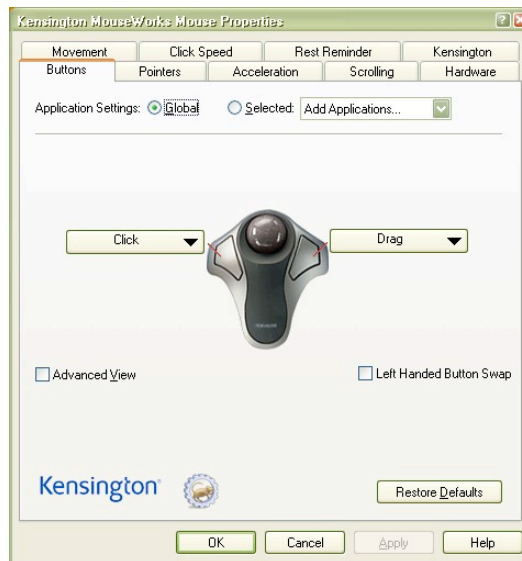 Kensington MouseWorks Mouse Properties
Movement Click Speed Rest Reminder Kensington
Buttons Pointers Acceleration Scrolling Hardware
Application Settings: Global Selected: Add Applications...
Click Drag
Advanced View Left Handed Button Swap
Kensington Restore Defaults
OK Cancel Apply Help